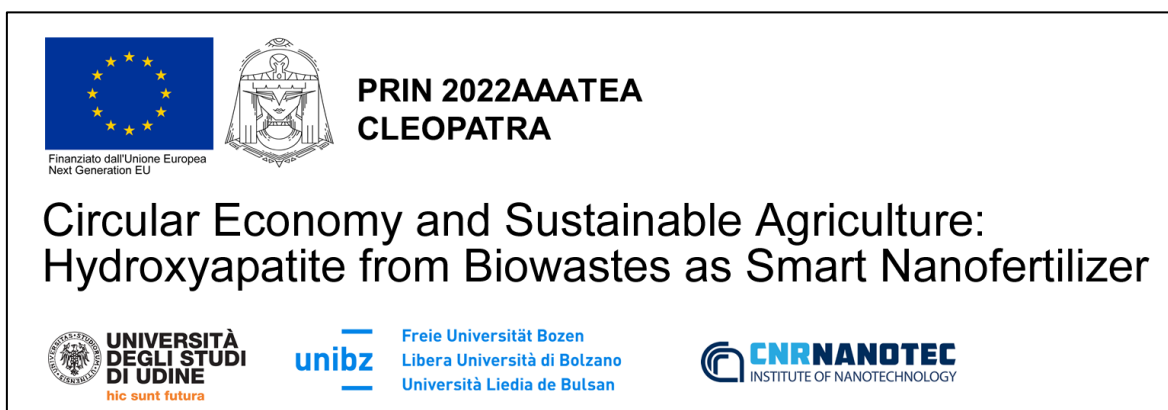 PRIN 2022AAATEA
CLEOPATRA
Finanziato dall'Unione Europea
Next Generation EU
Circular Economy and Sustainable Agriculture:
Hydroxyapatite from Biowastes as Smart Nanofertilizer
UNIVERSITÀ
DEGLI STUDI
DI UDINE
hic sunt futura
unibz
Freie Universität Bozen
Libera Università di Bolzano
Università Liedia de Bulsan
CNRNANOTEC
INSTITUTE OF NANOTECHNOLOGY